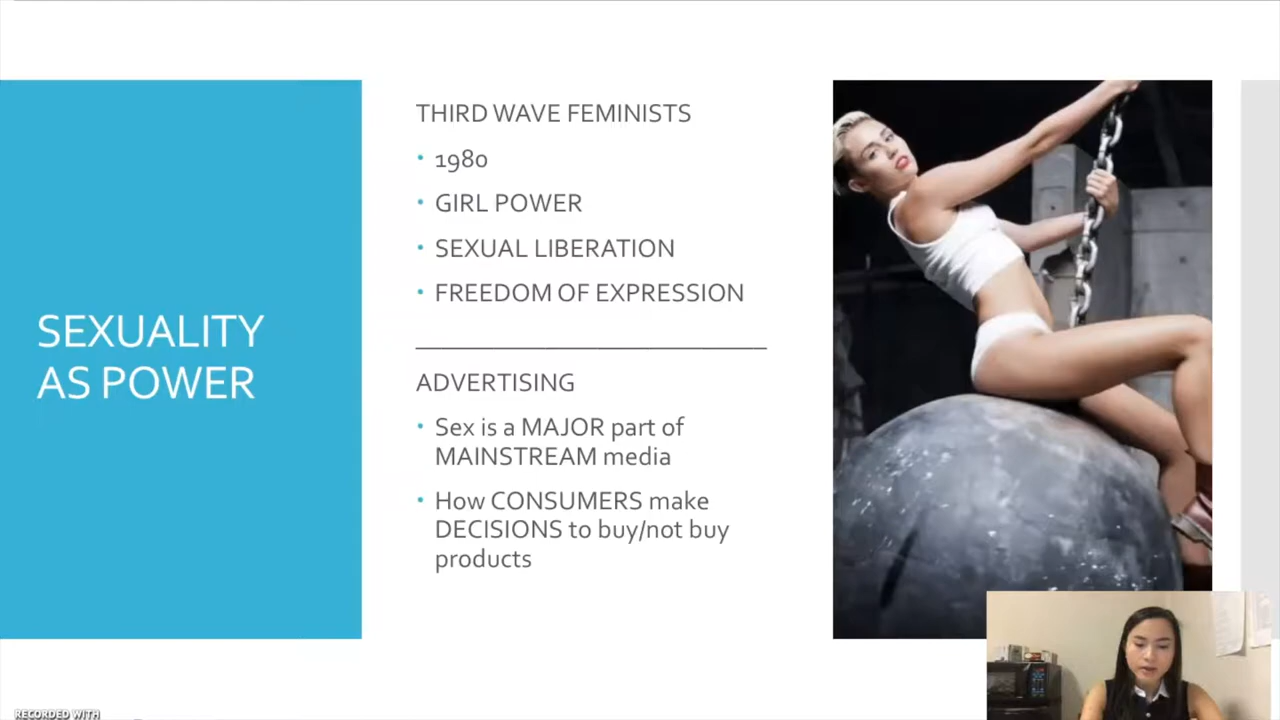 SEXUALITY
AS POWER
THIRD WAVE FEMINISTS
• 1980
• GIRL POWER
• SEXUAL LIBERATION
• FREEDOM OF EXPRESSION
ADVERTISING
• Sex is a MAJOR part of
MAINSTREAM media
• How CONSUMERS make
DECISIONS to buy/not buy
products
RECORDED WITH